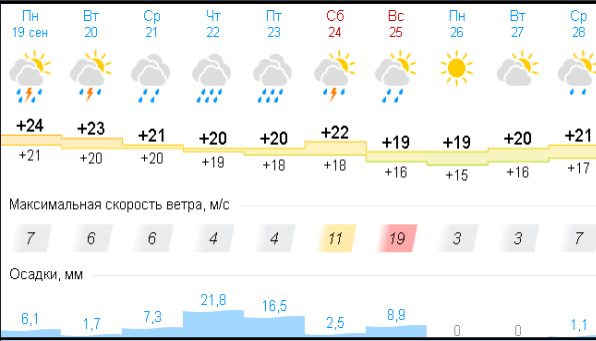 Пн Вт Ср Чт Пт Сб Вс Пн Вт Ср
19 сен 20 21 22 23 24 25 26 27 28
+24 +23 +21 +20 +20 +22 +19 +19 +20 +21
+21 +20 +20 +19 +18 +18 +16 +15 +16 +17
Максимальная скорость ветра, м/с
7 6 6 4 4 11 19 3 3 7
Осадки, мм
6,1 1,7 7,3 21,8 16,5 2,5 8,9 0 0 1,1